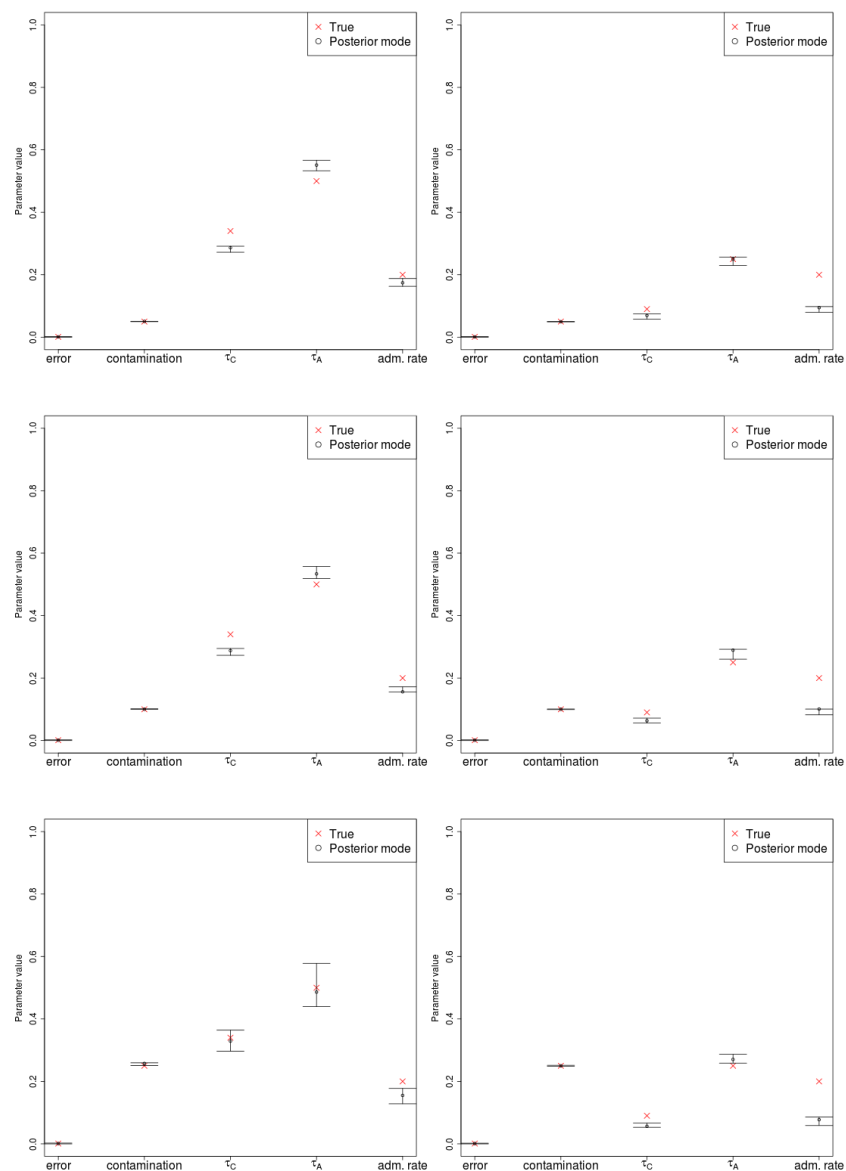 True
Posterior mode
Parameter value
1.0
0.8
0.6
0.4
0.2
0.0
error contamination τC τA adm. rate
True
Posterior mode
Parameter value
1.0
0.8
0.6
0.4
0.2
0.0
error contamination τC τA adm. rate
True
Posterior mode
Parameter value
1.0
0.8
0.6
0.4
0.2
0.0
error contamination τC τA adm. rate
True
Posterior mode
Parameter value
1.0
0.8
0.6
0.4
0.2
0.0
error contamination τC τA adm. rate
True
Posterior mode
Parameter value
1.0
0.8
0.6
0.4
0.2
0.0
error contamination τC τA adm. rate
True
Posterior mode
Parameter value
1.0
0.8
0.6
0.4
0.2
0.0
error contamination τC τA adm. rate